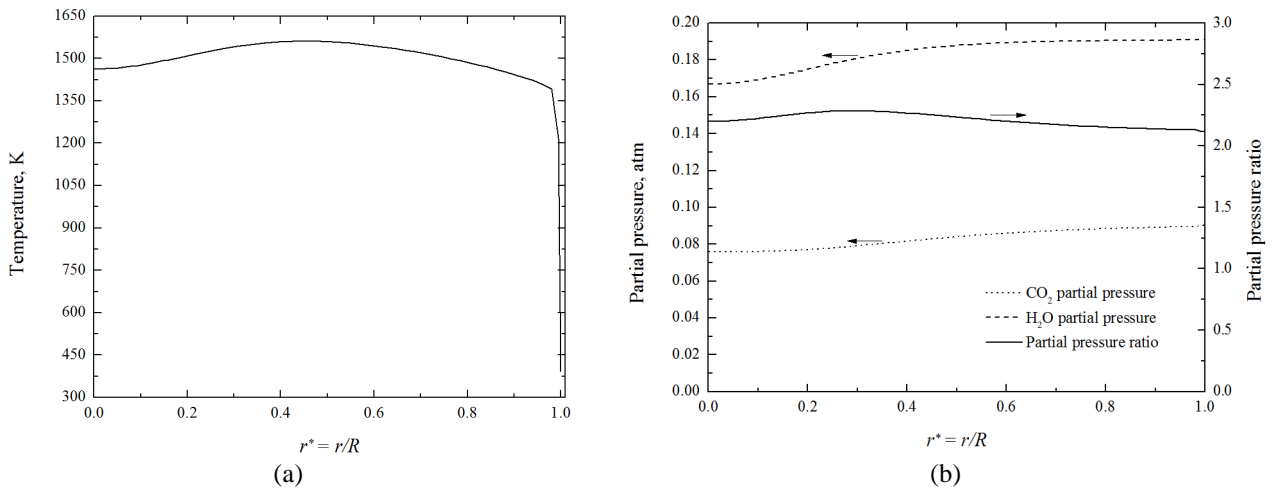 1650
1500
1350
1200
1050
900
750
600
450
300
Temperature, K
0.0 0.2 0.4 0.6 0.8 1.0
r* = r/R
(a)
0.20
0.18
0.16
0.14
0.12
0.10
0.08
0.06
0.04
0.02
0.00
Partial pressure, atm
3.0
2.5
2.0
1.5
1.0
0.5
0.0
Partial pressure ratio
CO₂ partial pressure
H₂O partial pressure
Partial pressure ratio
0.0 0.2 0.4 0.6 0.8 1.0
r* = r/R
(b)